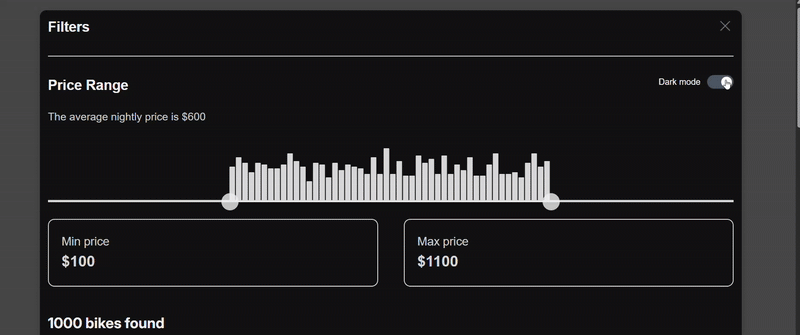 Filters
Price Range
Dark mode
The average nightly price is $600
Min price
$100
Max price
$1100
1000 bikes found